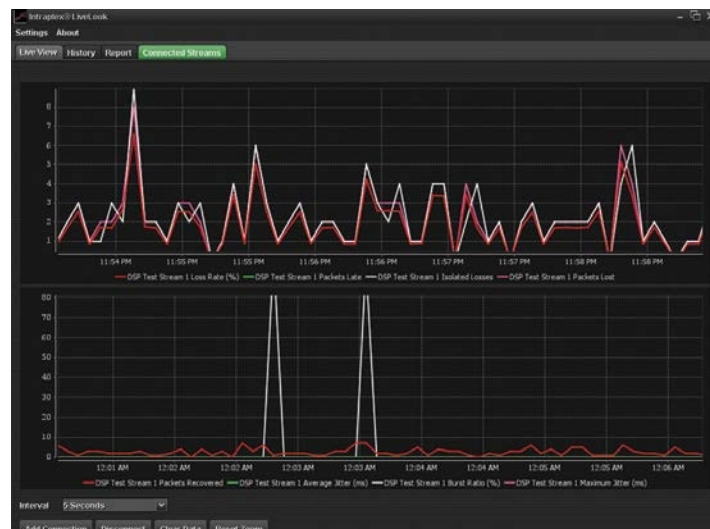 Intraplex® LiveLook
Settings About
Live View History Report Connected Streams
8
7
6
5
4
3
2
1
11:54 PM 11:55 PM 11:55 PM 11:56 PM 11:56 PM 11:57 PM 11:57 PM 11:58 PM 11:58 PM
DSP Test Stream 1 Loss Rate (%) DSP Test Stream 1 Packets Late DSP Test Stream 1 Isolated Losses DSP Test Stream 1 Packets Lost
80
70
60
50
40
30
20
10
0
12:01 AM 12:02 AM 12:02 AM 12:03 AM 12:03 AM 12:04 AM 12:04 AM 12:05 AM 12:05 AM 12:06 AM
DSP Test Stream 1 Packets Recovered DSP Test Stream 1 Average Jitter (ms) DSP Test Stream 1 Burst Ratio (%) DSP Test Stream 1 Maximum Jitter (ms)
Interval 5 Seconds
Add Connection Disconnect Clear Data Reset Zoom